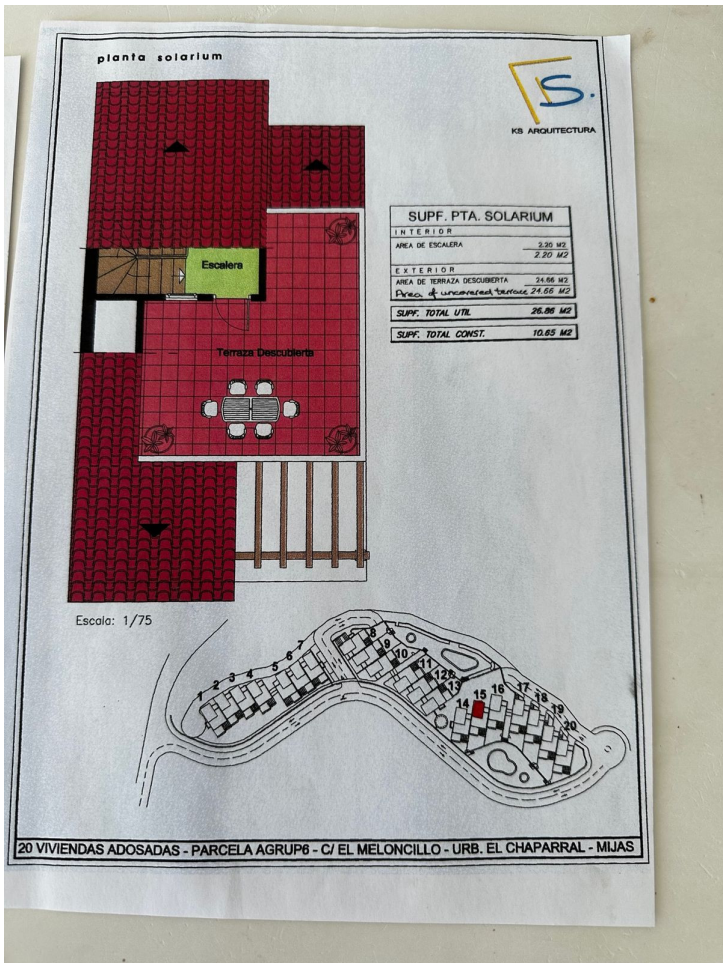 planta solarium
KS.
KS ARQUITECTURA
SUPF. PTA. SOLARIUM
INTERIOR
AREA DE ESCALERA 2.20 M2
2.20 M2
EXTERIOR
AREA DE TERRAZA DESCUBIERTA 24.66 M2
Area of uncovered terrace 24.66 M2
SUPF. TOTAL UTIL 26.86 M2
SUPF. TOTAL CONST. 10.65 M2
Escalera
Terraza Descubierta
Escala: 1/75
1 2 3 4 5 6 7 8 9 10 11 13 14 15 16 17 18 19 20
20 VIVIENDAS ADOSADAS - PARCELA AGRUP6 - C/ EL MELONCILLO - URB. EL CHAPARRAL - MIJAS